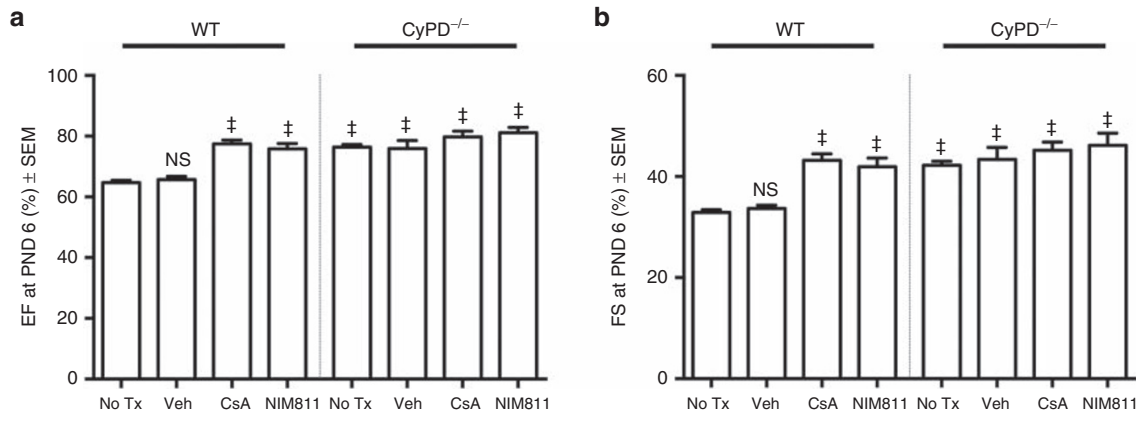 a
WT
CyPD−/−
EF at PND 6 (%) ± SEM
100
80
60
40
20
0
NS
‡
‡
‡
‡
‡
‡
No Tx
Veh
CsA
NIM811
No Tx
Veh
CsA
NIM811
b
WT
CyPD−/−
FS at PND 6 (%) ± SEM
60
40
20
0
NS
‡
‡
‡
‡
‡
‡
No Tx
Veh
CsA
NIM811
No Tx
Veh
CsA
NIM811